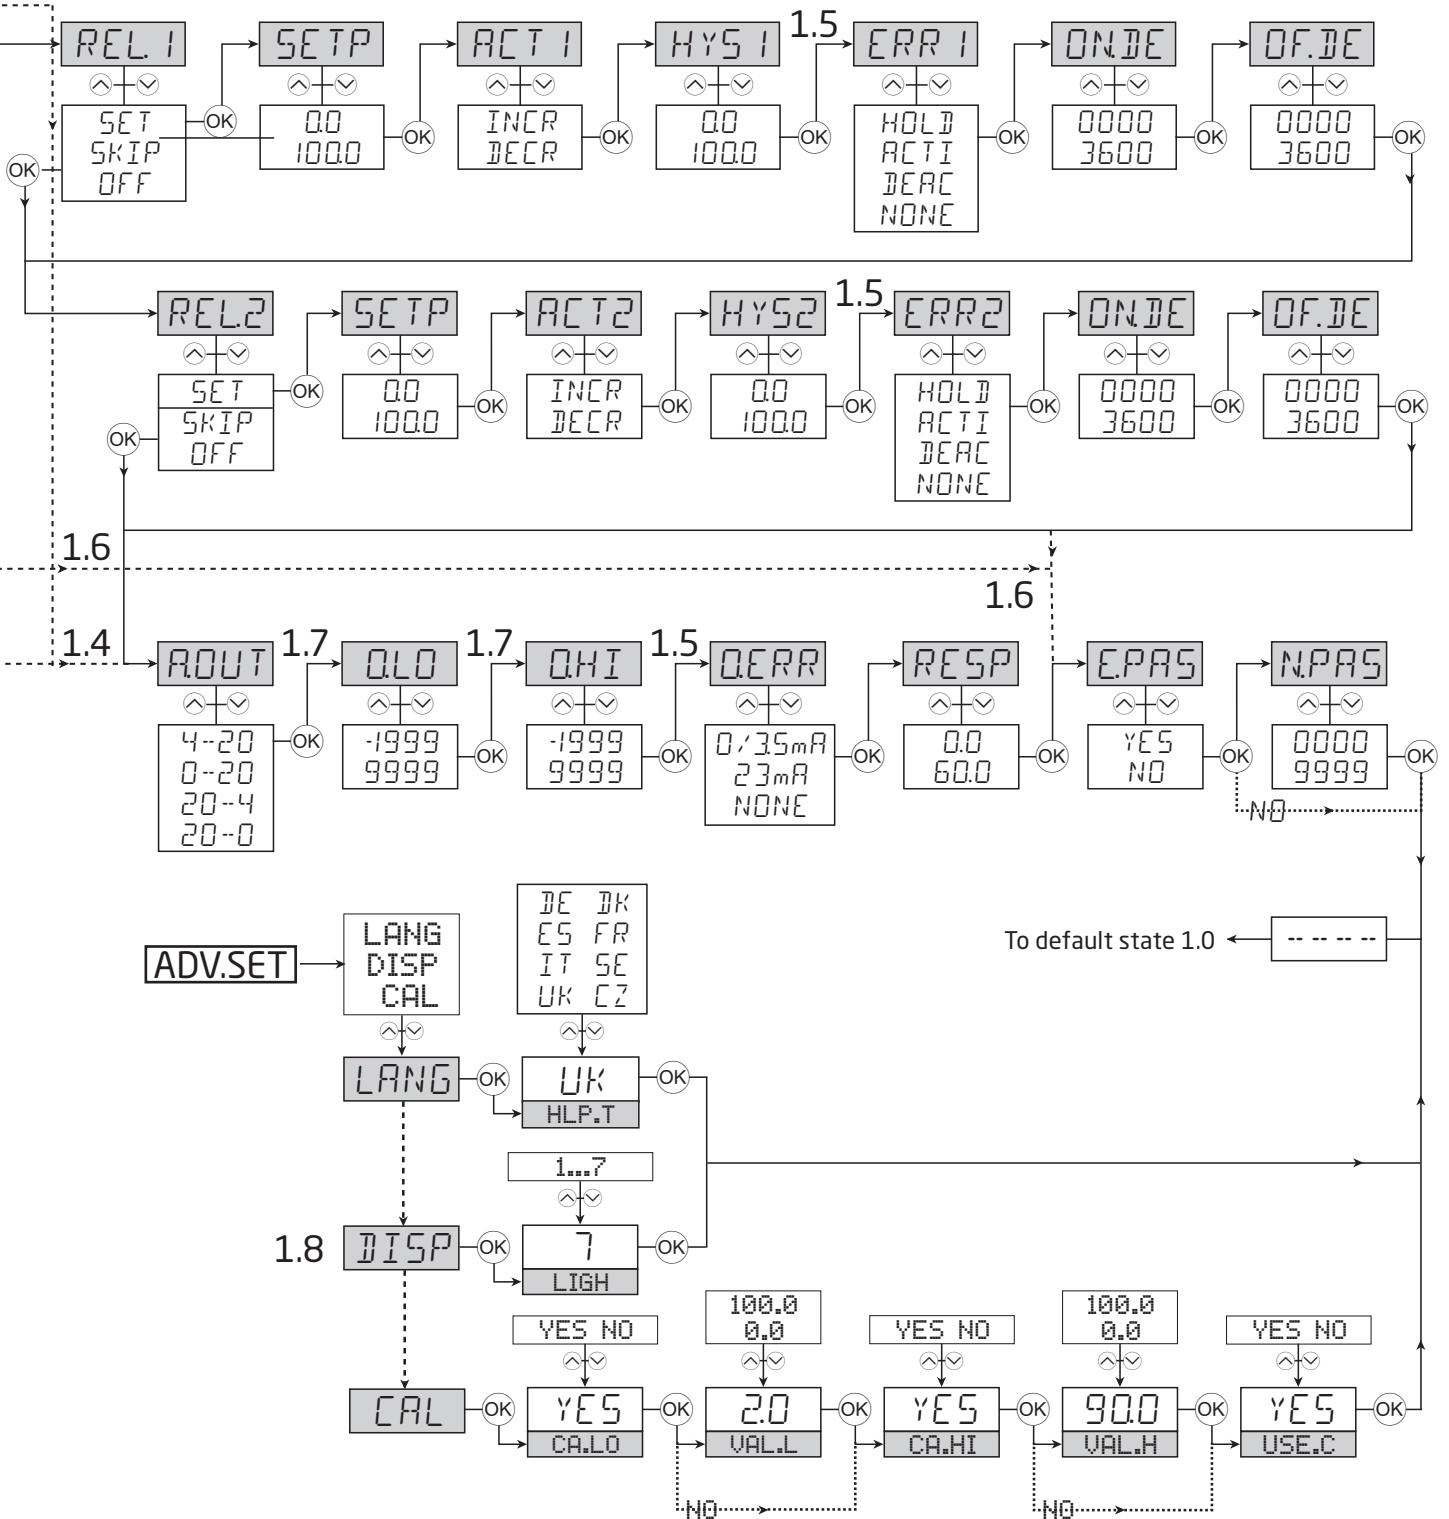 1.5
REL.1 SETP ACT1 HYS1 ERR1 ON.DE OF.DE
SET
SKIP
OFF
OK
OK
0.0
100.0
OK
INCR
DECR
OK
0.0
100.0
OK
HOLD
ACTI
DEAC
NONE
OK
0000
3600
OK
0000
3600
OK
1.5
REL.2 SETP ACT2 HYS2 ERR2 ON.DE OF.DE
SET
SKIP
OFF
OK
OK
0.0
100.0
OK
INCR
DECR
OK
0.0
100.0
OK
HOLD
ACTI
DEAC
NONE
OK
0000
3600
OK
0000
3600
OK
1.6
1.6
1.4 A.OUT 1.7 O.LO 1.7 O.HI 1.5 O.ERR RESP E.PAS N.PAS
4--20
0--20
20--4
20--0
OK
-1999
9999
OK
-1999
9999
OK
0/3.5mA
23mA
NONE
OK
0.0
60.0
OK
YES
NO
OK
0000
9999
OK
NO
ADV.SET
LANG
DISP
CAL
DE DK
ES FR
IT SE
UK CZ
To default state 1.0
-- -- -- --
LANG
OK
UK
HLP.T
OK
1...7
1.8
DISP
OK
7
LIGH
OK
CAL
OK
YES NO
YES
CA.LO
OK
100.0
0.0
2.0
VAL.L
OK
NO
YES NO
YES
CA.HI
OK
100.0
0.0
90.0
VAL.H
OK
NO
YES NO
YES
USE.C
OK